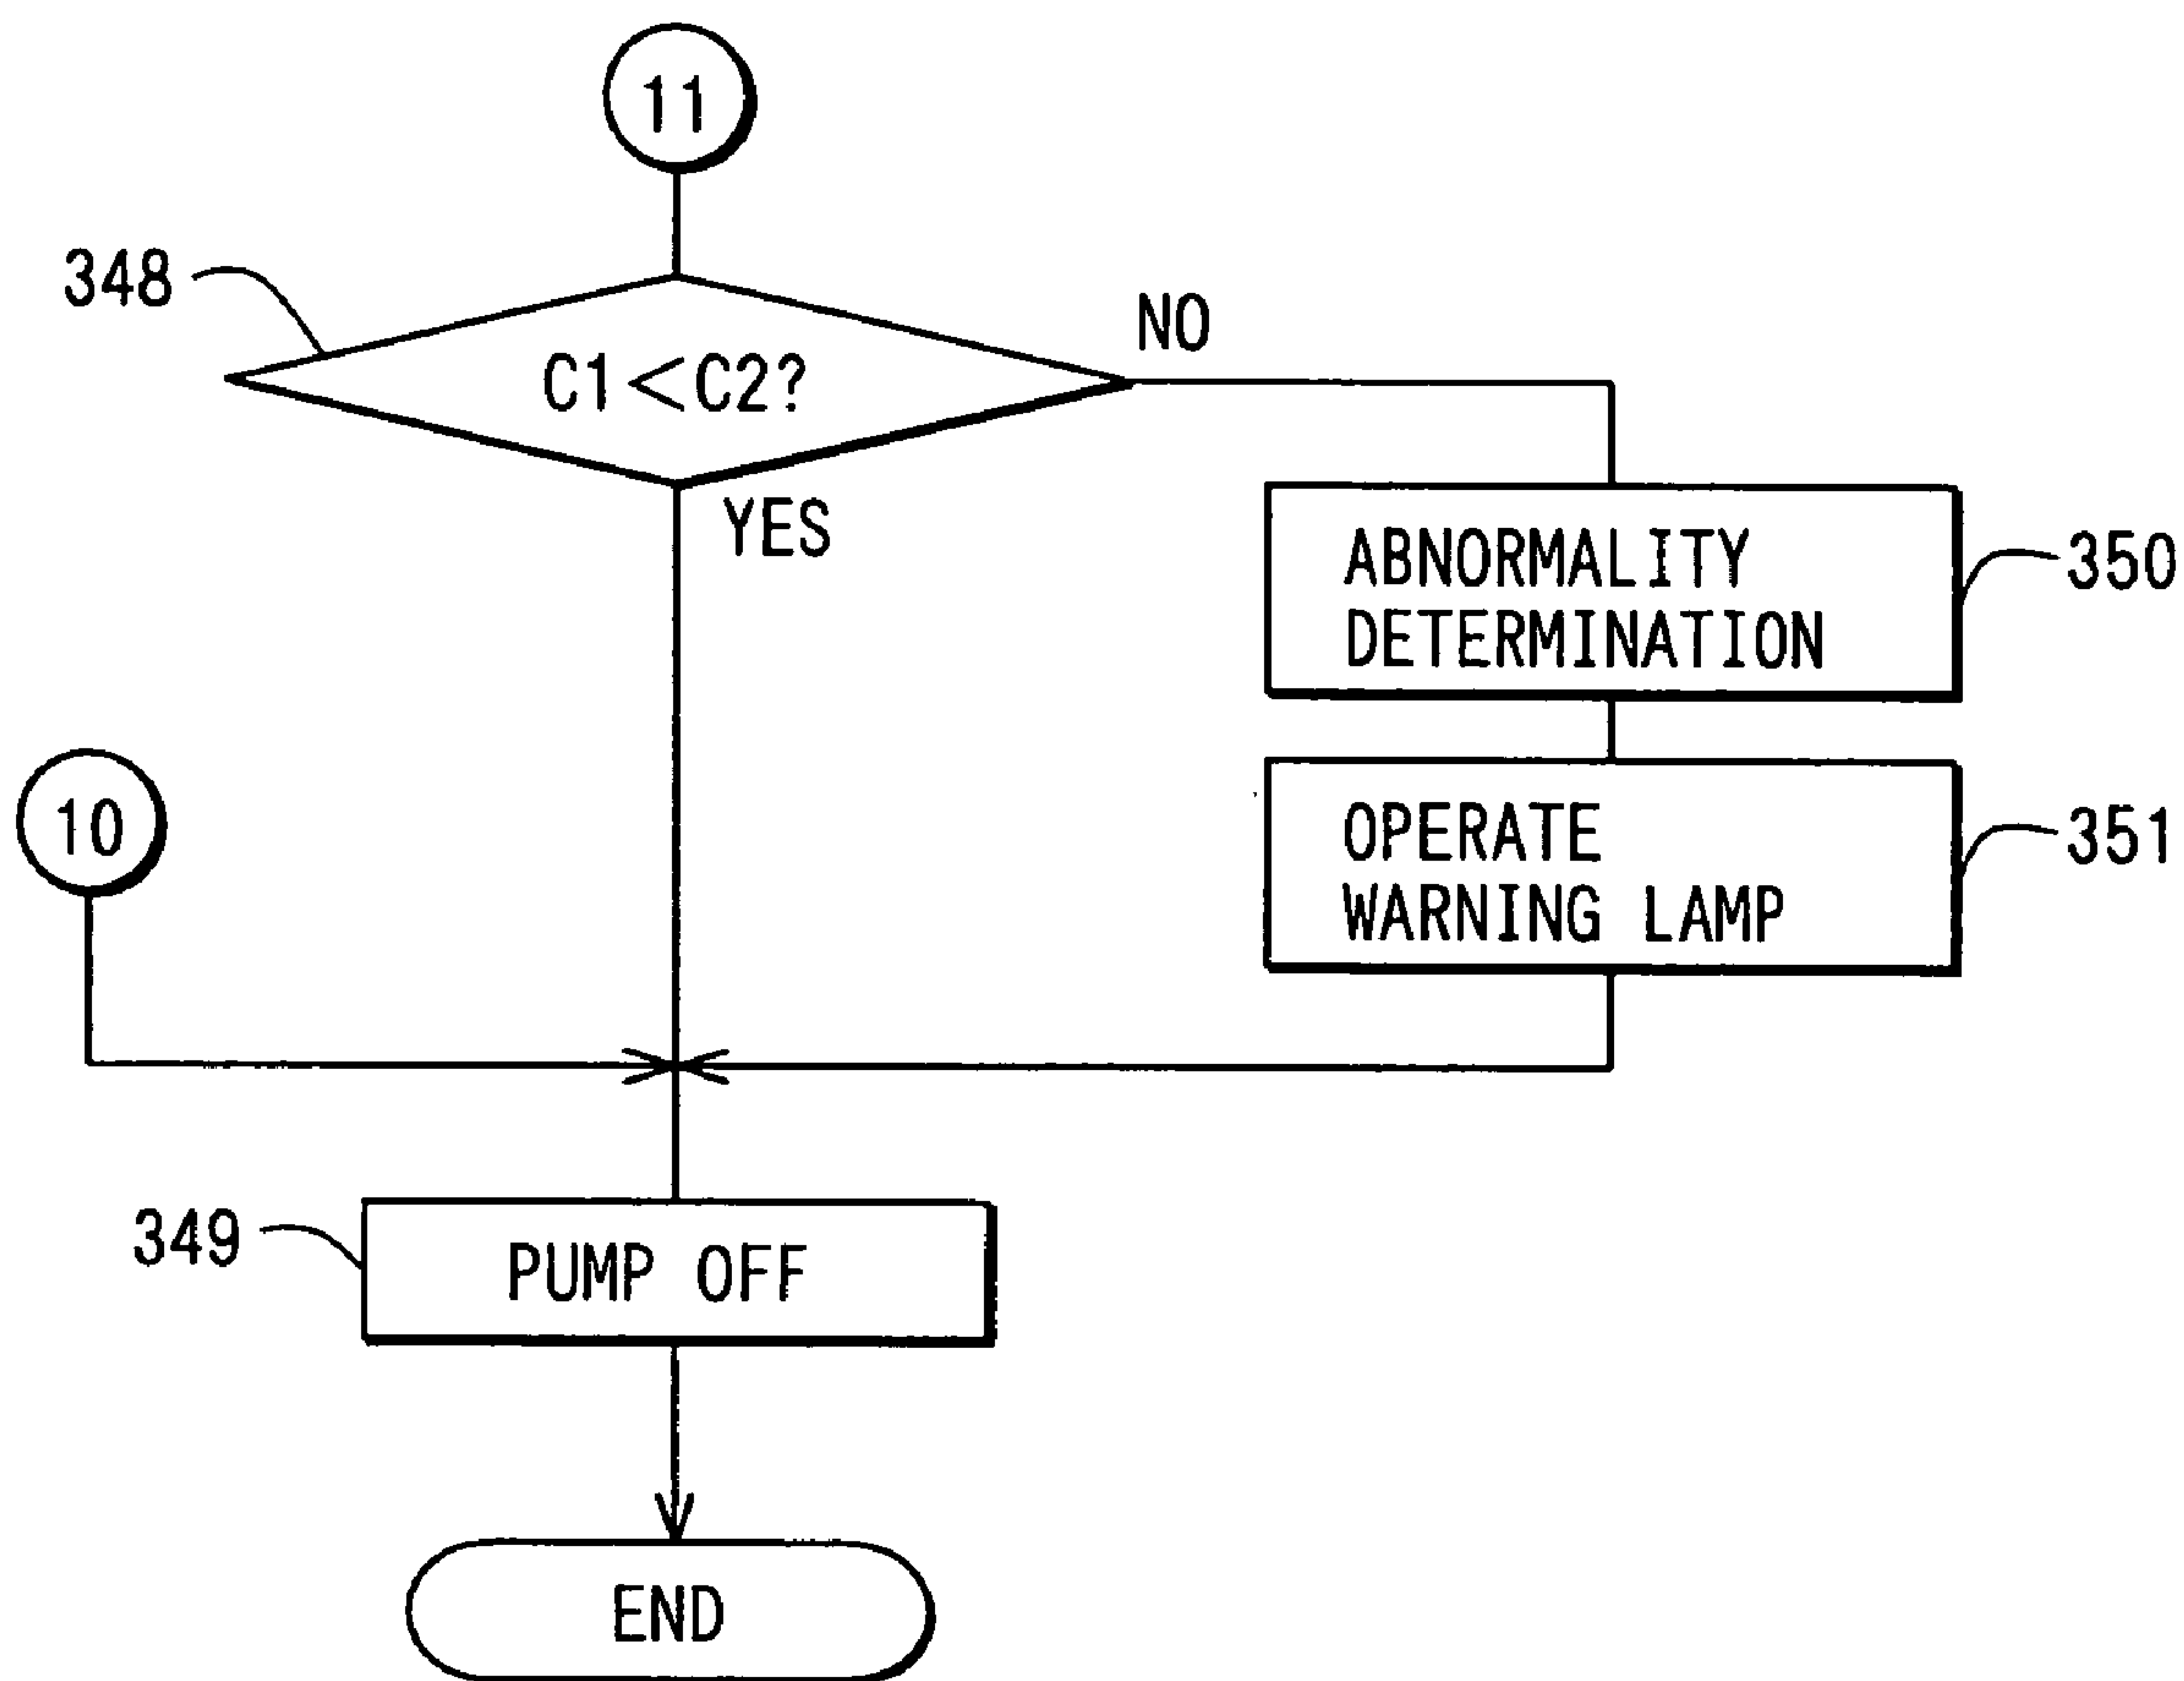 11
348
C1<C2?
NO
YES
ABNORMALITY
DETERMINATION
350
10
OPERATE
WARNING LAMP
351
349
PUMP OFF
END